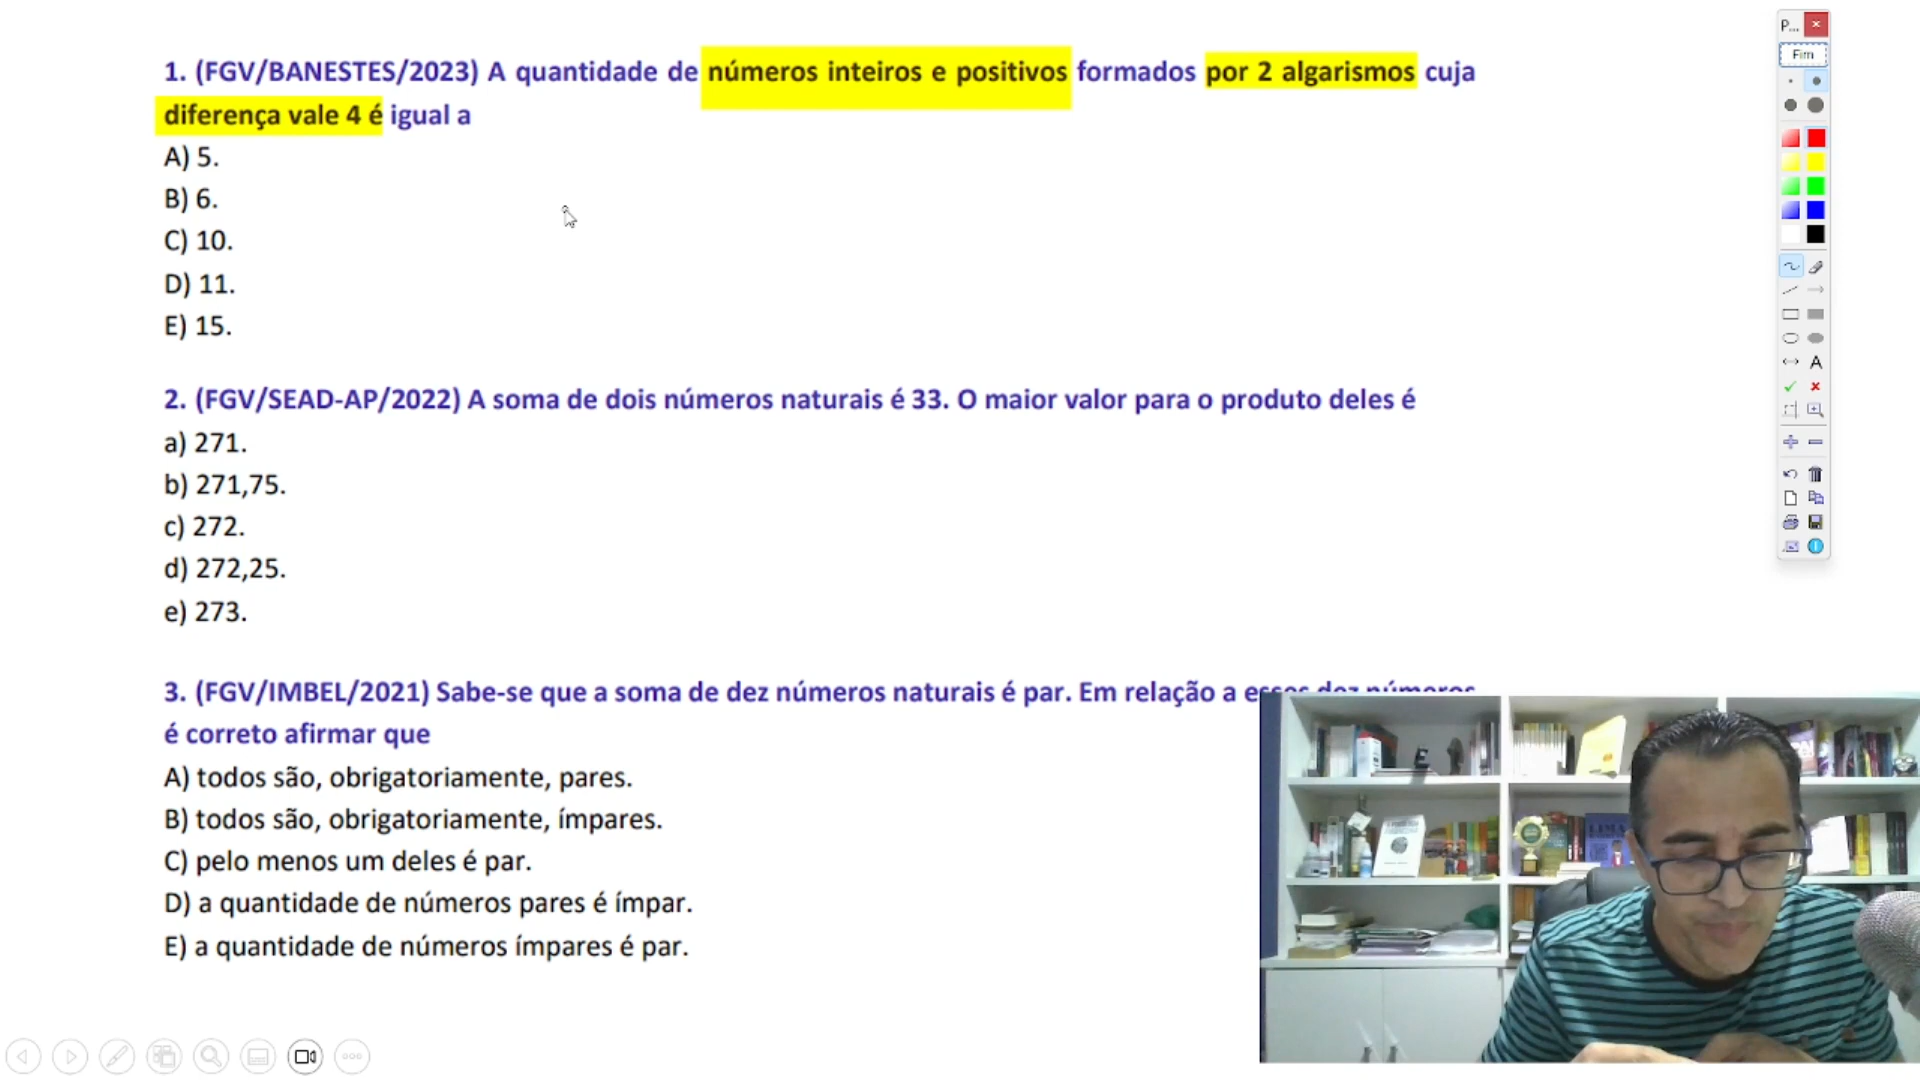 1. (FGV/BANESTES/2023) A quantidade de números inteiros e positivos formados por 2 algarismos cuja
diferença vale 4 é igual a
A) 5.
B) 6.
C) 10.
D) 11.
E) 15.
2. (FGV/SEAD-AP/2022) A soma de dois números naturais é 33. O maior valor para o produto deles é
a) 271.
b) 271,75.
c) 272.
d) 272,25.
e) 273.
3. (FGV/IMBEL/2021) Sabe-se que a soma de dez números naturais é par. Em relação a esses dez números
é correto afirmar que
A) todos são, obrigatoriamente, pares.
B) todos são, obrigatoriamente, ímpares.
C) pelo menos um deles é par.
D) a quantidade de números pares é ímpar.
E) a quantidade de números ímpares é par.
P...
Fim
A